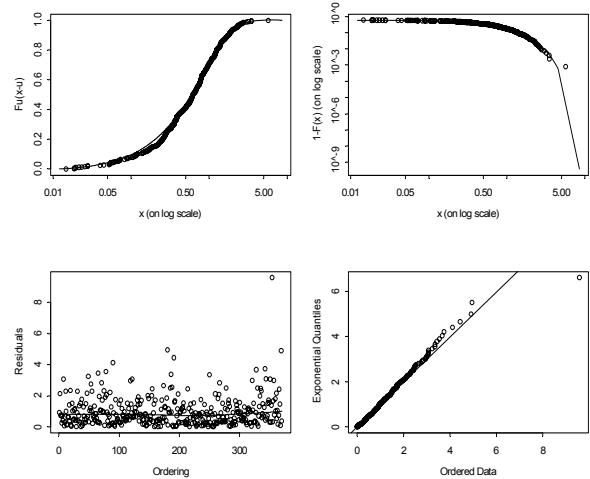 Fu(x-u)
0.0 0.2 0.4 0.6 0.8 1.0
0.01 0.05 0.50 5.00
x (on log scale)
1-F(x) (on log scale)
10^-9 10^-6 10^-3 10^0
0.01 0.05 0.50 5.00
x (on log scale)
Residuals
0 2 4 6 8
0 100 200 300
Ordering
Exponential Quantiles
0 2 4 6
0 2 4 6 8
Ordered Data